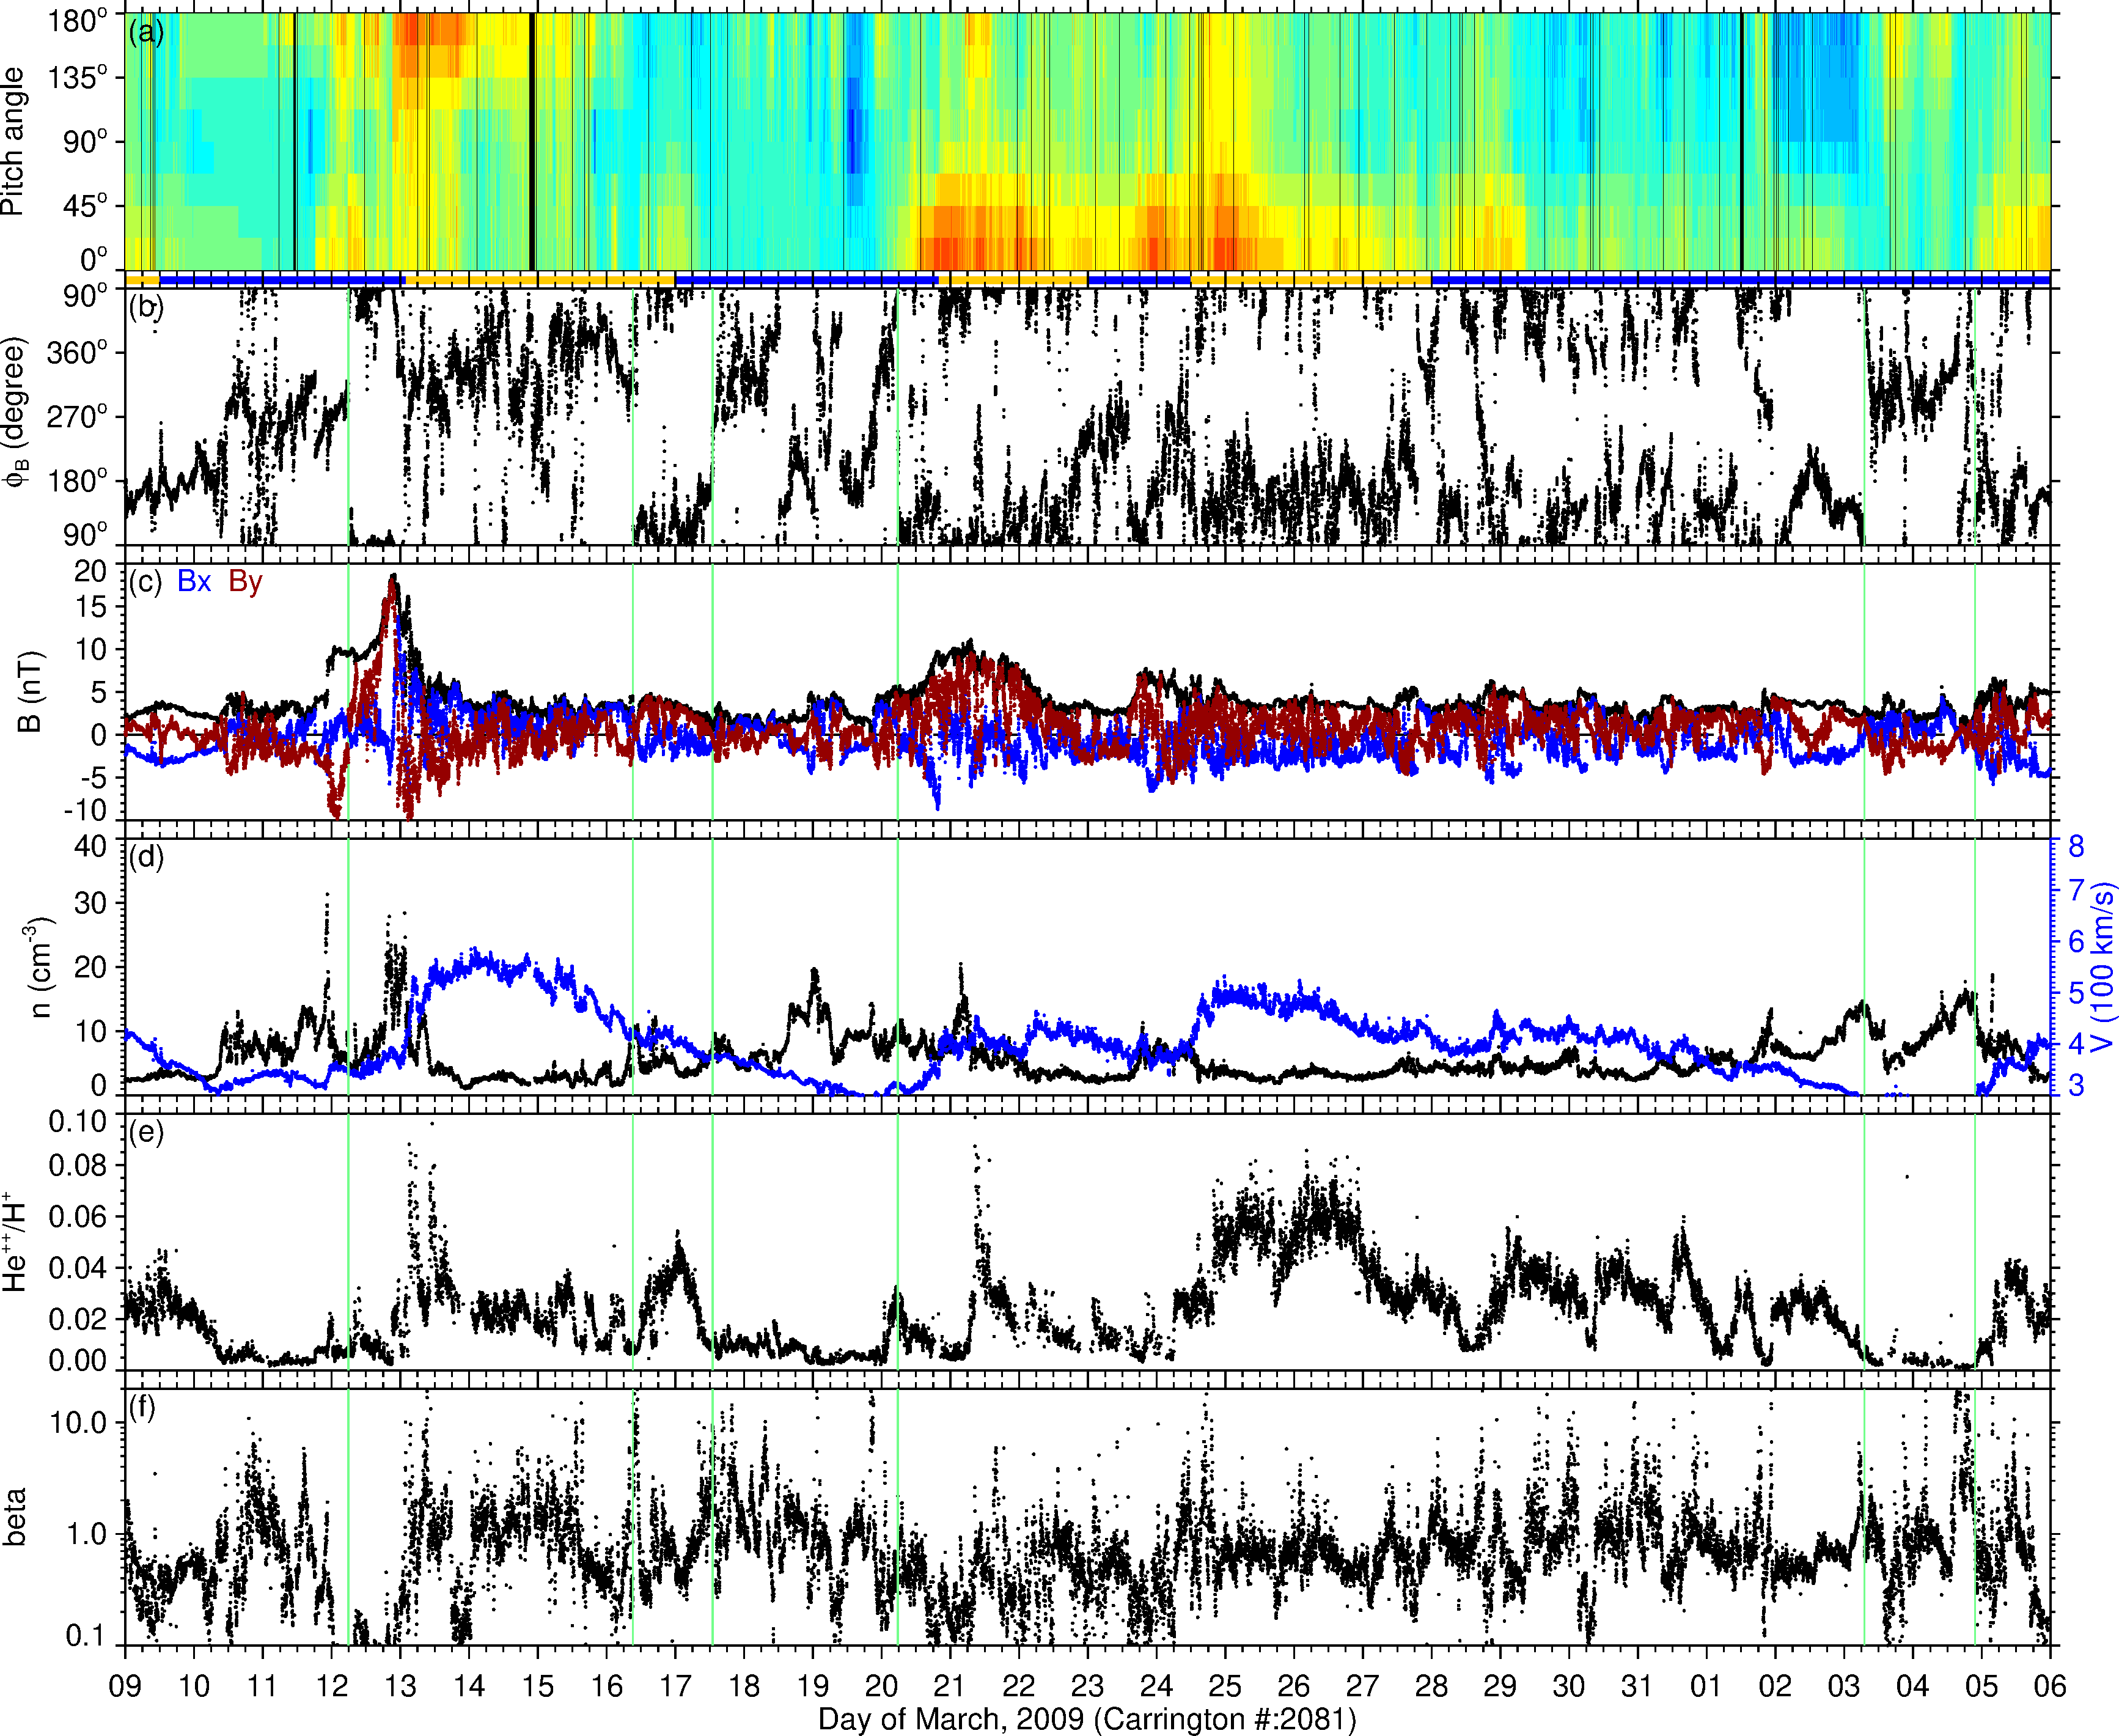 (a)
180°
135°
90°
45°
0°
Pitch angle
(b)
90°
360°
270°
180°
90°
ϕB (degree)
(c) Bx By
20
15
10
5
0
-5
-10
B (nT)
(d)
40
30
20
10
0
n (cm-3)
8
7
6
5
4
3
V (100 km/s)
(e)
0.10
0.08
0.06
0.04
0.02
0.00
He++/H+
(f)
10.0
1.0
0.1
beta
09 10 11 12 13 14 15 16 17 18 19 20 21 22 23 24 25 26 27 28 29 30 31 01 02 03 04 05 06
Day of March, 2009 (Carrington #:2081)